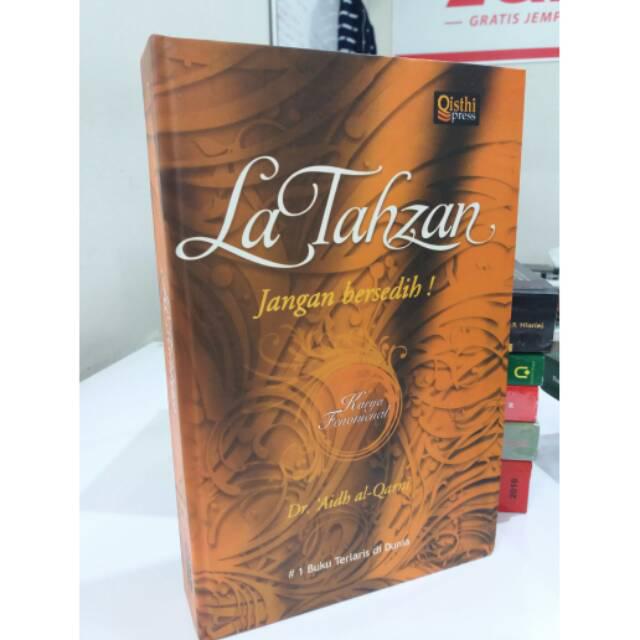 GRATIS JEMP
Qisthi
press
La Tahzan
Jangan bersedih !
Karya
Fenomenal
Dr. 'Aidh al-Qarni
# 1 Buku Terlaris di Dunia
2016